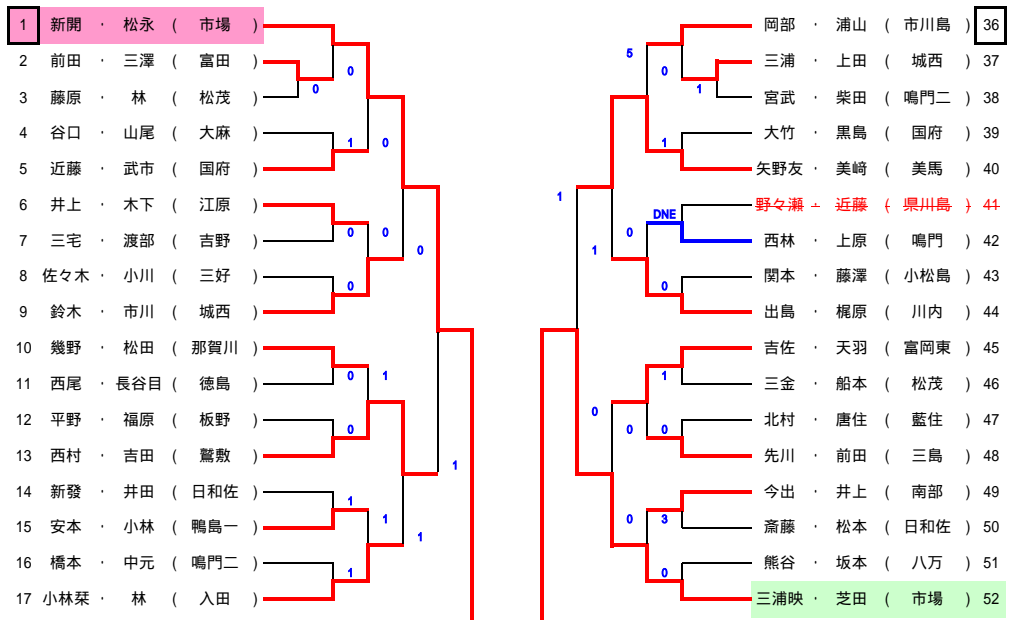 1 新開 ・ 松永 ( 市場 )
2 前田 ・ 三澤 ( 富田 )
0
0
3 藤原 ・ 林 ( 松茂 )
4 谷口 ・ 山尾 ( 大麻 )
1 0
5 近藤 ・ 武市 ( 国府 )
6 井上 ・ 木下 ( 江原 )
0 0
7 三宅 ・ 渡部 ( 吉野 )
0
8 佐々木 ・ 小川 ( 三好 )
0
9 鈴木 ・ 市川 ( 城西 )
10 幾野 ・ 松田 ( 那賀川 )
0 1
11 西尾 ・ 長谷目 ( 徳島 )
12 平野 ・ 福原 ( 板野 )
0
13 西村 ・ 吉田 ( 鷲敷 )
1
14 新發 ・ 井田 ( 日和佐 )
1
15 安本 ・ 小林 ( 鴨島一 )
1
1
16 橋本 ・ 中元 ( 鳴門二 )
1
17 小林栞 ・ 林 ( 入田 )
岡部 ・ 浦山 ( 市川島 ) 36
5
三浦 ・ 上田 ( 城西 ) 37
0
1
宮武 ・ 柴田 ( 鳴門二 ) 38
大竹 ・ 黒島 ( 国府 ) 39
1
矢野友 ・ 美﨑 ( 美馬 ) 40
1
野々瀬 ・ 近藤 ( 県川島 ) 41
DNE
0
西林 ・ 上原 ( 鳴門 ) 42
1
関本 ・ 藤澤 ( 小松島 ) 43
0
出島 ・ 梶原 ( 川内 ) 44
吉佐 ・ 天羽 ( 富岡東 ) 45
1
三金 ・ 船本 ( 松茂 ) 46
0
北村 ・ 唐住 ( 藍住 ) 47
0 0
先川 ・ 前田 ( 三島 ) 48
今出 ・ 井上 ( 南部 ) 49
0 3
斎藤 ・ 松本 ( 日和佐 ) 50
熊谷 ・ 坂本 ( 八万 ) 51
0
三浦映 ・ 芝田 ( 市場 ) 52